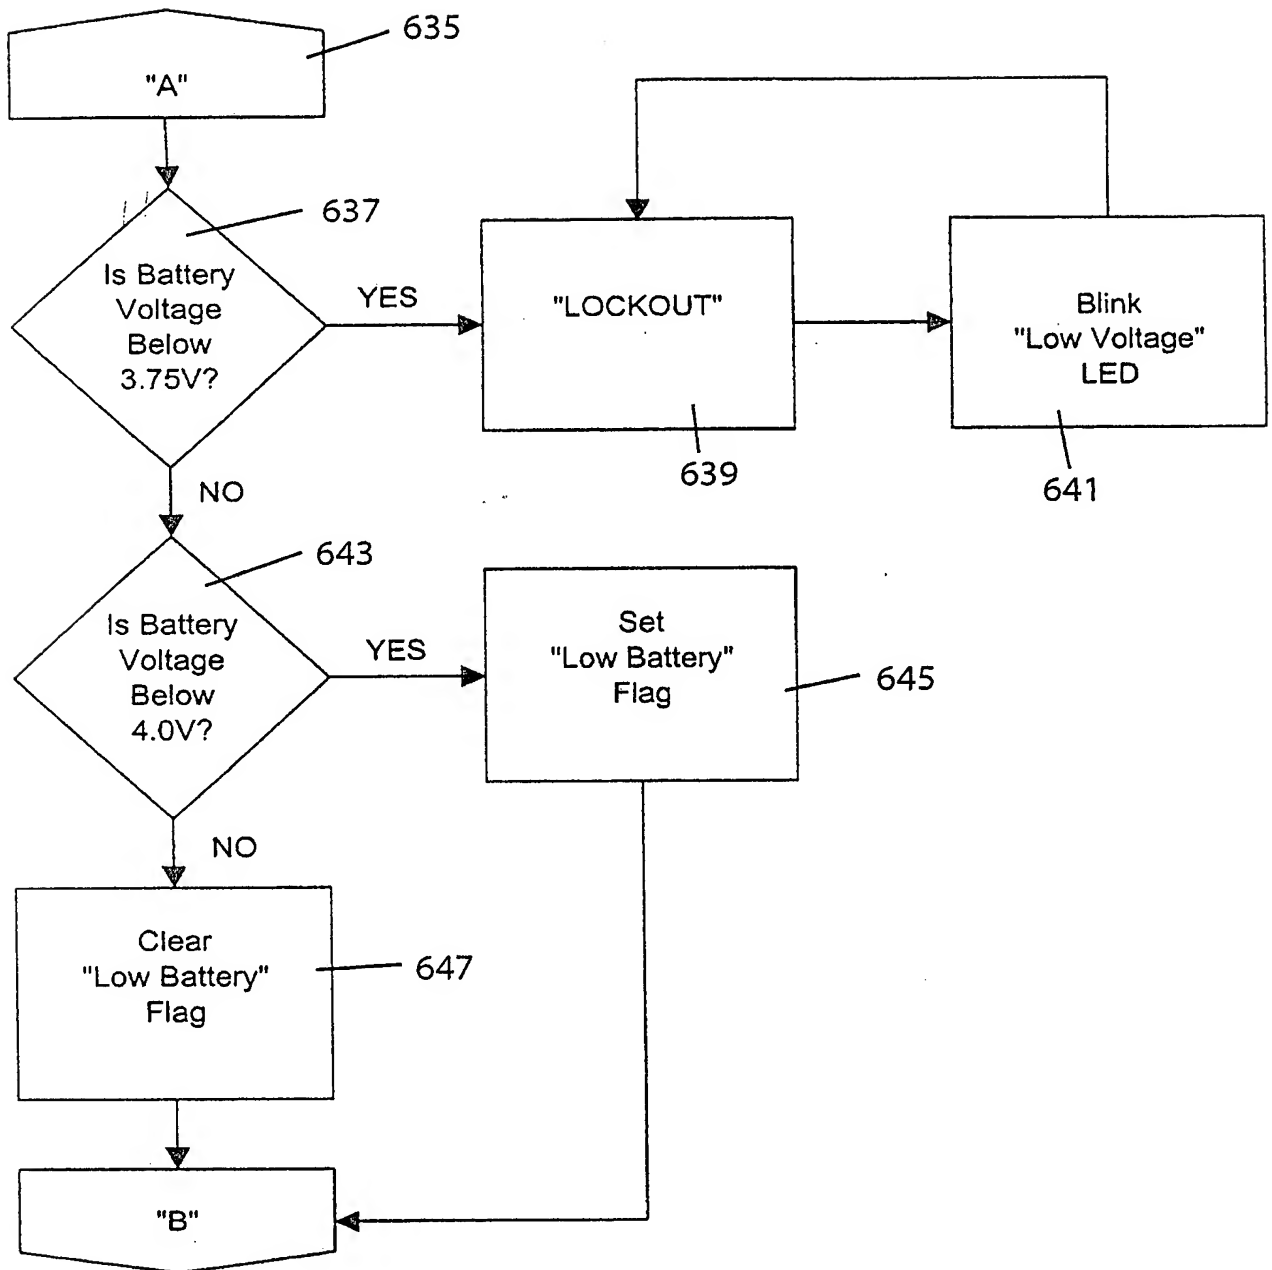 635
"A"
637
Is Battery
Voltage
Below
3.75V?
YES
"LOCKOUT"
639
Blink
"Low Voltage"
LED
641
NO
643
Is Battery
Voltage
Below
4.0V?
YES
Set
"Low Battery"
Flag
645
NO
Clear
"Low Battery"
Flag
647
"B"